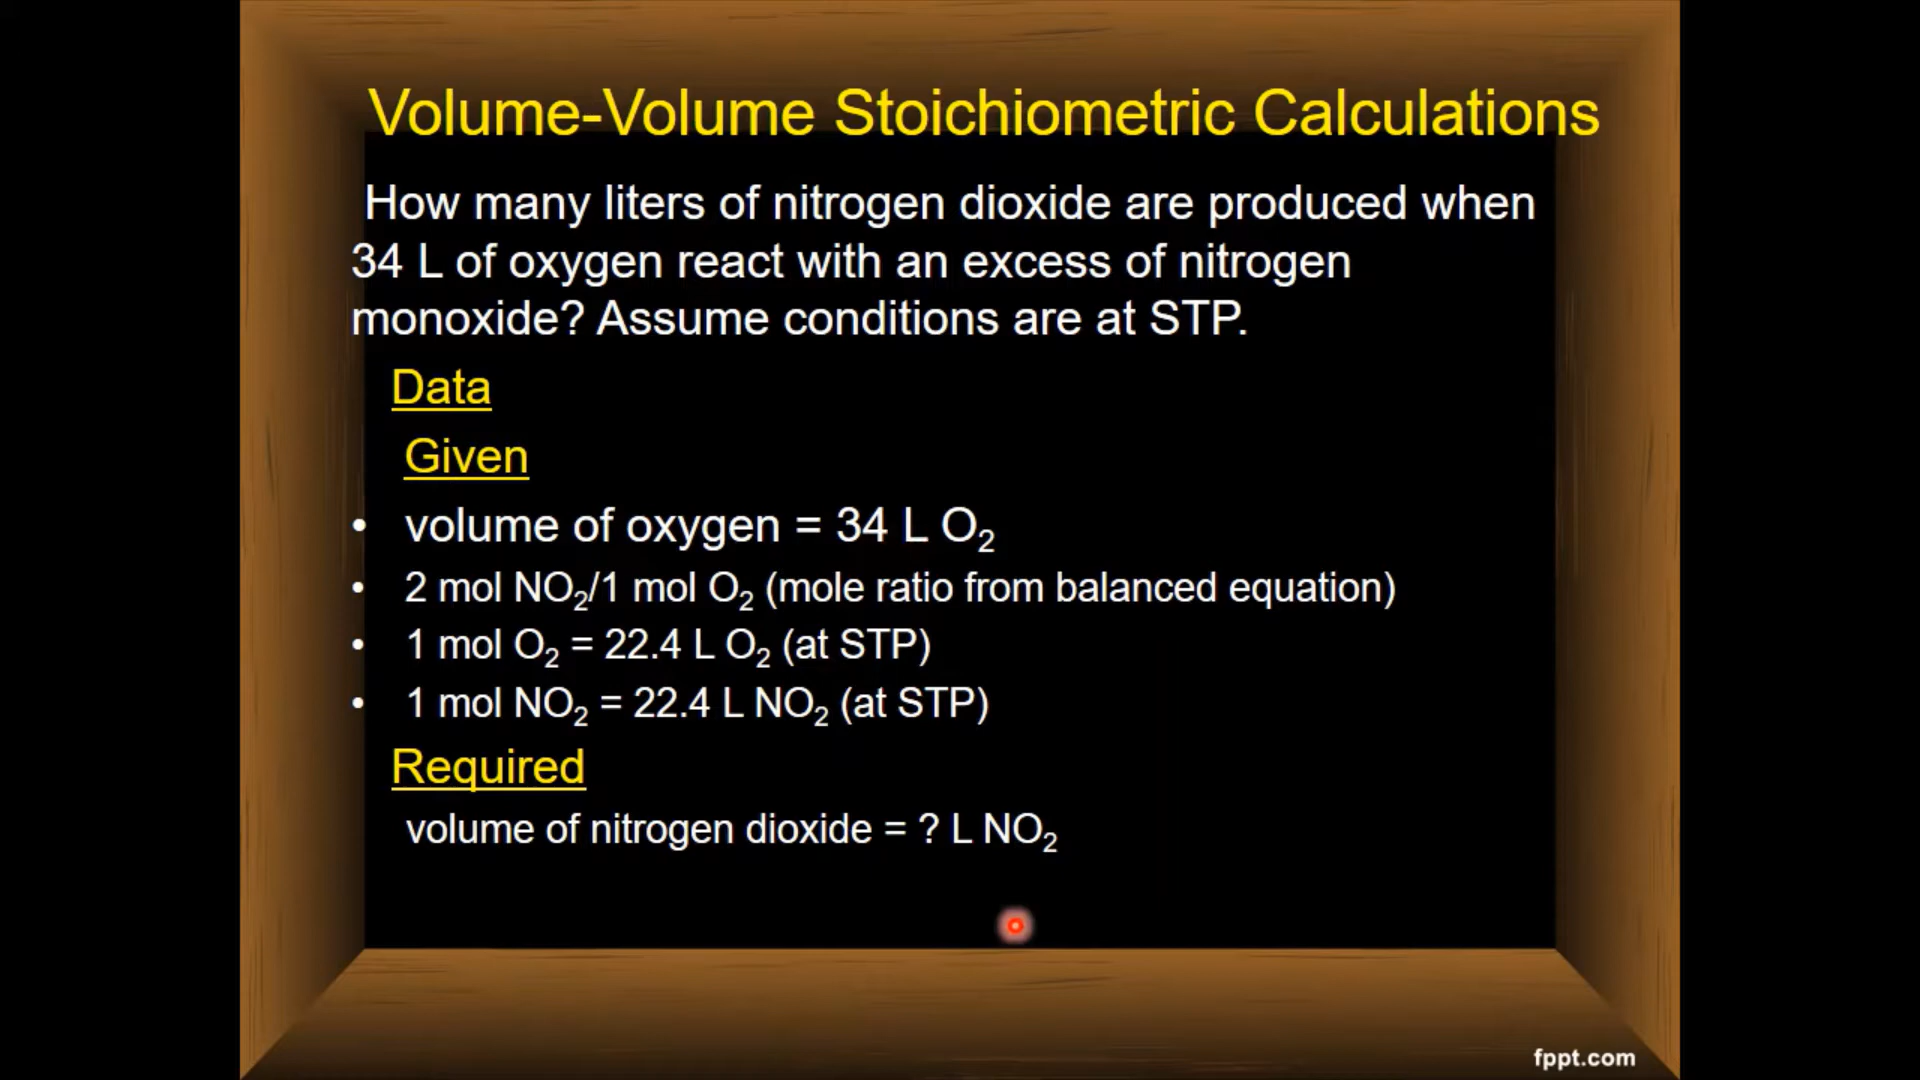 Volume-Volume Stoichiometric Calculations
How many liters of nitrogen dioxide are produced when
34 L of oxygen react with an excess of nitrogen
monoxide? Assume conditions are at STP.
Data
Given
• volume of oxygen = 34 L O₂
• 2 mol NO₂/1 mol O₂ (mole ratio from balanced equation)
• 1 mol O₂ = 22.4 L O₂ (at STP)
• 1 mol NO₂ = 22.4 L NO₂ (at STP)
Required
volume of nitrogen dioxide = ? L NO₂
fppt.com